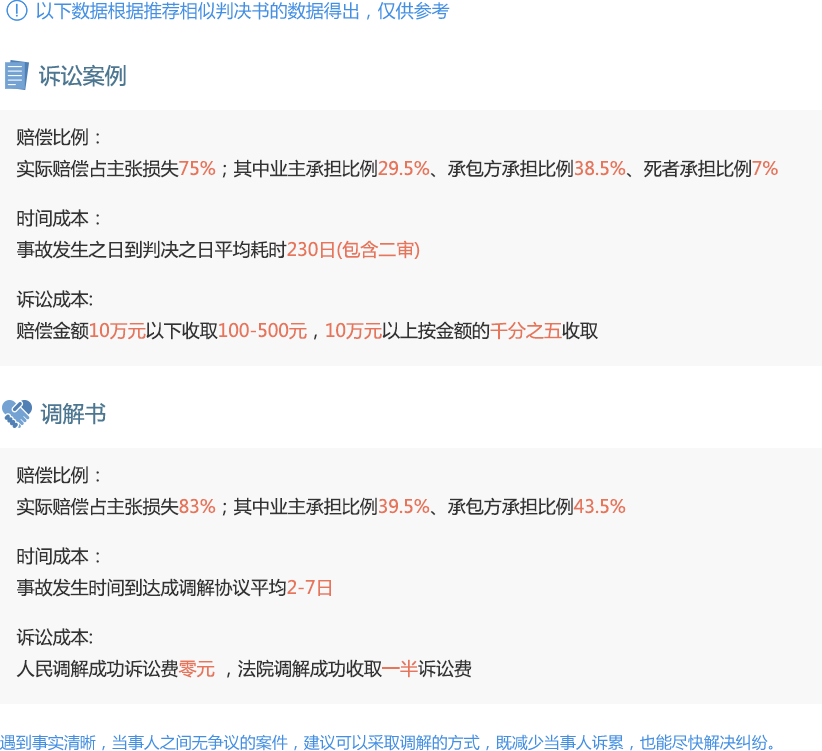 以下数据根据推荐相似判决书的数据得出，仅供参考
诉讼案例
赔偿比例：
实际赔偿占主张损失75%；其中业主承担比例29.5%、承包方承担比例38.5%、死者承担比例7%
时间成本：
事故发生之日到判决之日平均耗时230日(包含二审)
诉讼成本:
赔偿金额10万元以下收取100-500元，10万元以上按金额的千分之五收取
调解书
赔偿比例：
实际赔偿占主张损失83%；其中业主承担比例39.5%、承包方承担比例43.5%
时间成本：
事故发生时间到达成调解协议平均2-7日
诉讼成本:
人民调解成功诉讼费零元 ，法院调解成功收取一半诉讼费
遇到事实清晰，当事人之间无争议的案件，建议可以采取调解的方式，既减少当事人诉累，也能尽快解决纠纷。